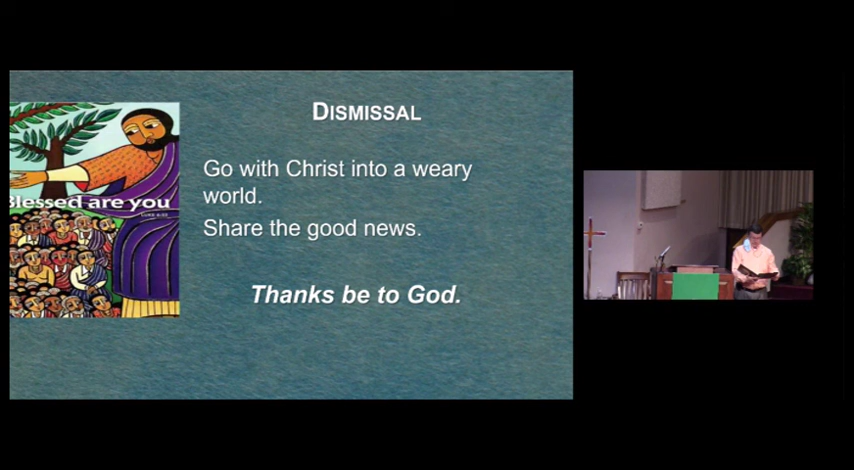 DISMISSAL
Go with Christ into a weary
world.
Share the good news.
Thanks be to God.
Blessed are you